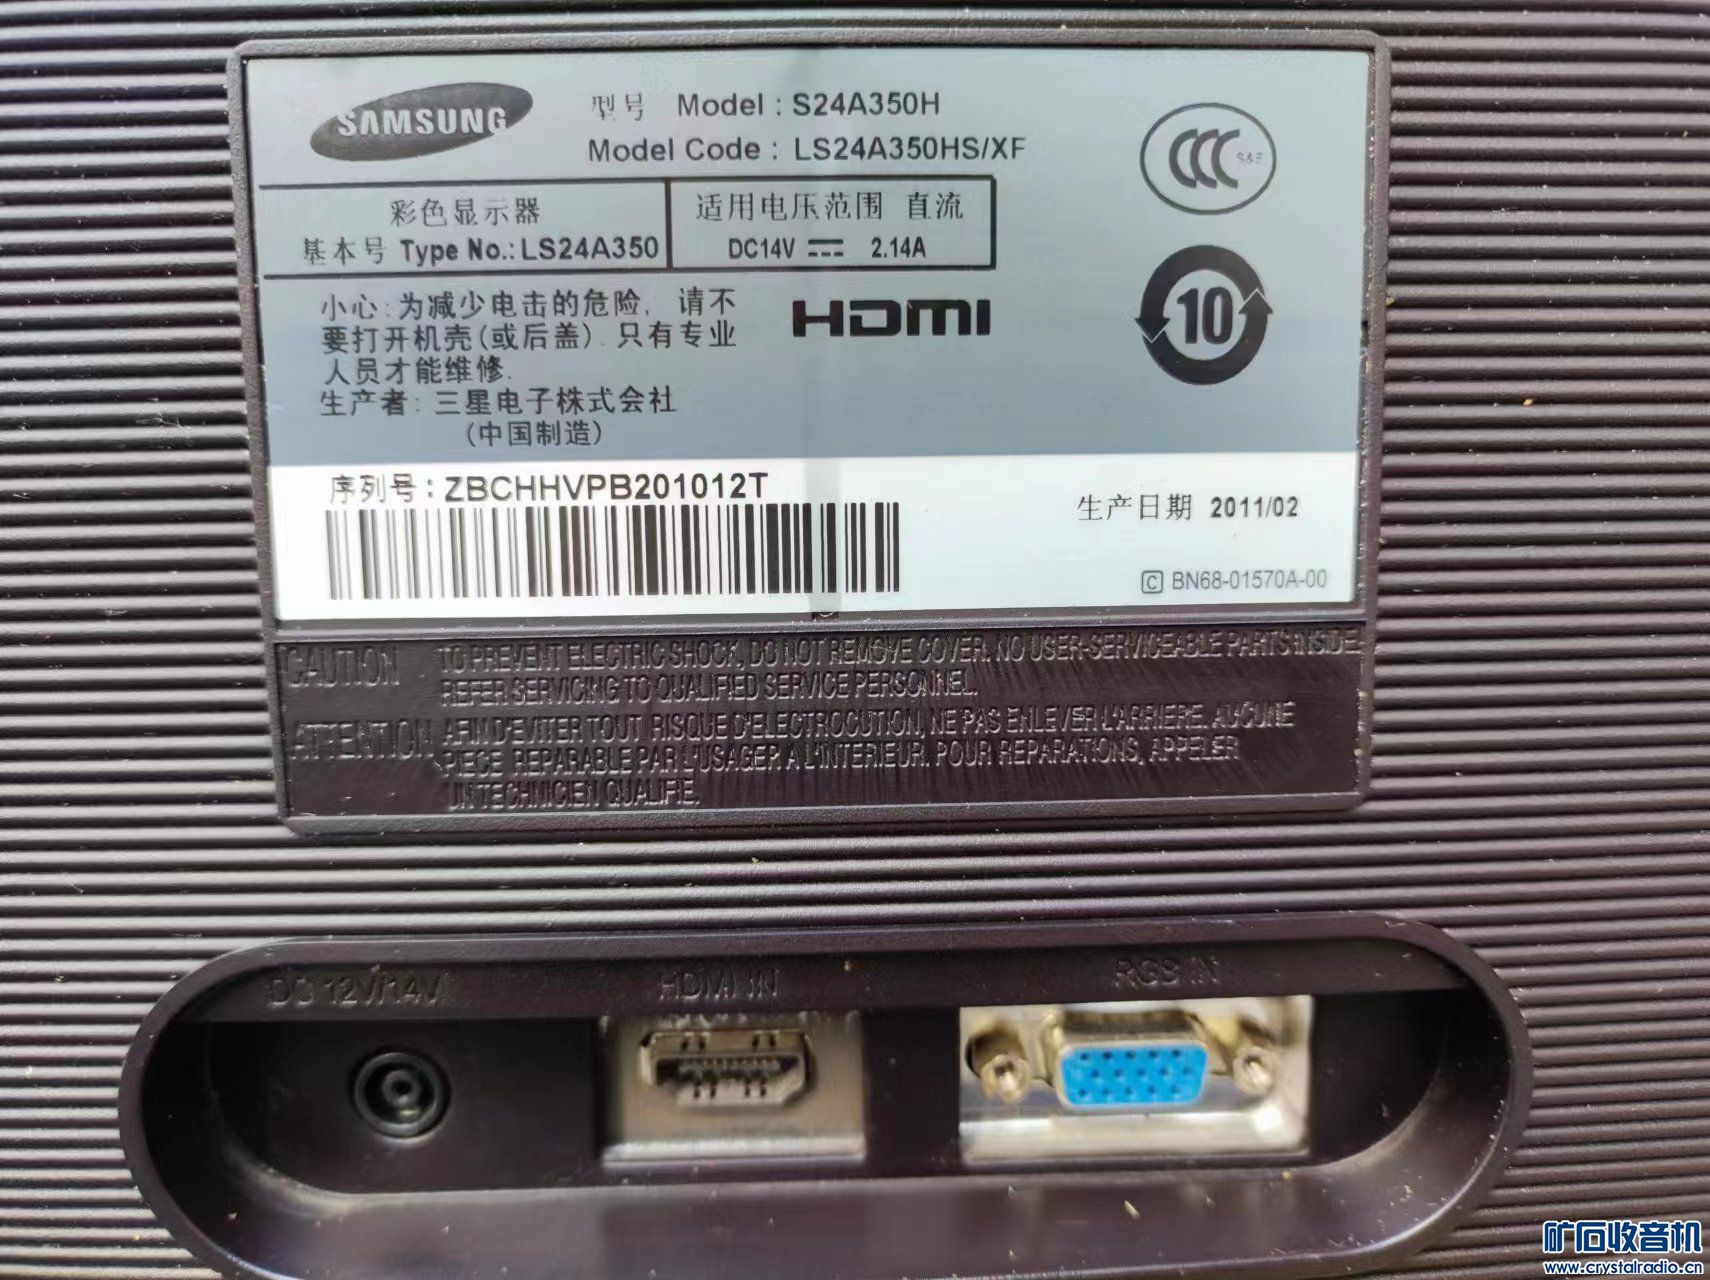 SAMSUNG
型号 Model : S24A350H
Model Code : LS24A350HS/XF
彩色显示器
基本号 Type No.:LS24A350
适用电压范围 直流
DC14V 2.14A
小心:为减少电击的危险, 请不
要打开机壳(或后盖).只有专业
人员才能维修.
生产者: 三星电子株式会社
(中国制造)
HDMI
CCC S&E
10
序列号: ZBCHHVPB201012T
生产日期 2011/02
C BN68-01570A-00
CAUTION TO PREVENT ELECTRIC SHOCK, DO NOT REMOVE COVER. NO USER-SERVICEABLE PARTS INSIDE.
REFER SERVICING TO QUALIFIED SERVICE PERSONNEL.
ATTENTION AFIN D'EVITER TOUT RISQUE D'ELECTROCUTION, NE PAS ENLEVER L'ARRIERE. AUCUNE
PIECE REPARABLE PAR L'USAGER A L'INTERIEUR. POUR REPARATIONS, APPELER
UN TECHNICIEN QUALIFIE.
DC 12V/14V
HDMI IN
RGB IN
矿石收音机
www.crystalradio.cn